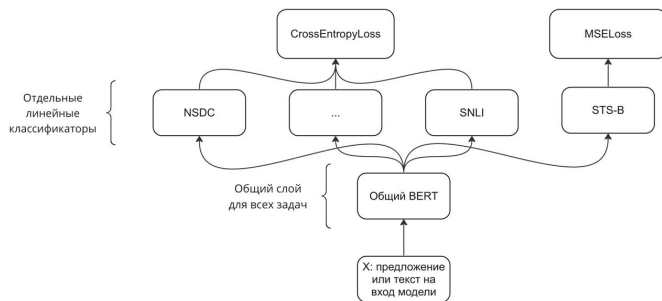 CrossEntropyLoss
MSELoss
Отдельные
линейные
классификаторы
NSDC
...
SNLI
STS-B
Общий слой
для всех задач
Общий BERT
X: предложение
или текст на
вход модели